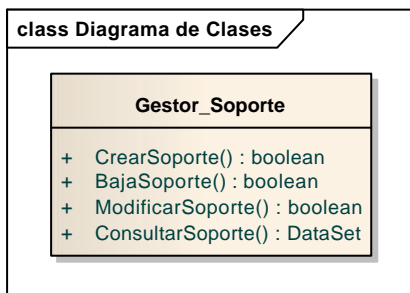 class Diagrama de Clases
Gestor_Soporte
+ CrearSoporte() : boolean
+ BajaSoporte() : boolean
+ ModificarSoporte() : boolean
+ ConsultarSoporte() : DataSet